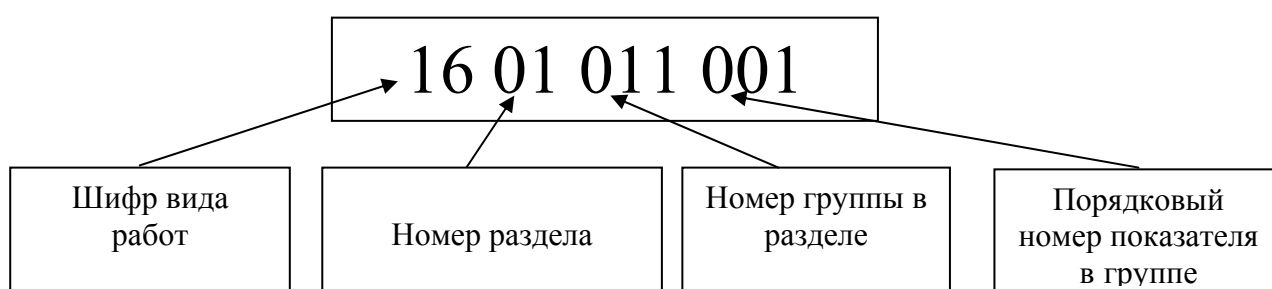 16 01 011 001
Шифр вида
работ
Номер раздела
Номер группы в
разделе
Порядковый
номер показателя
в группе